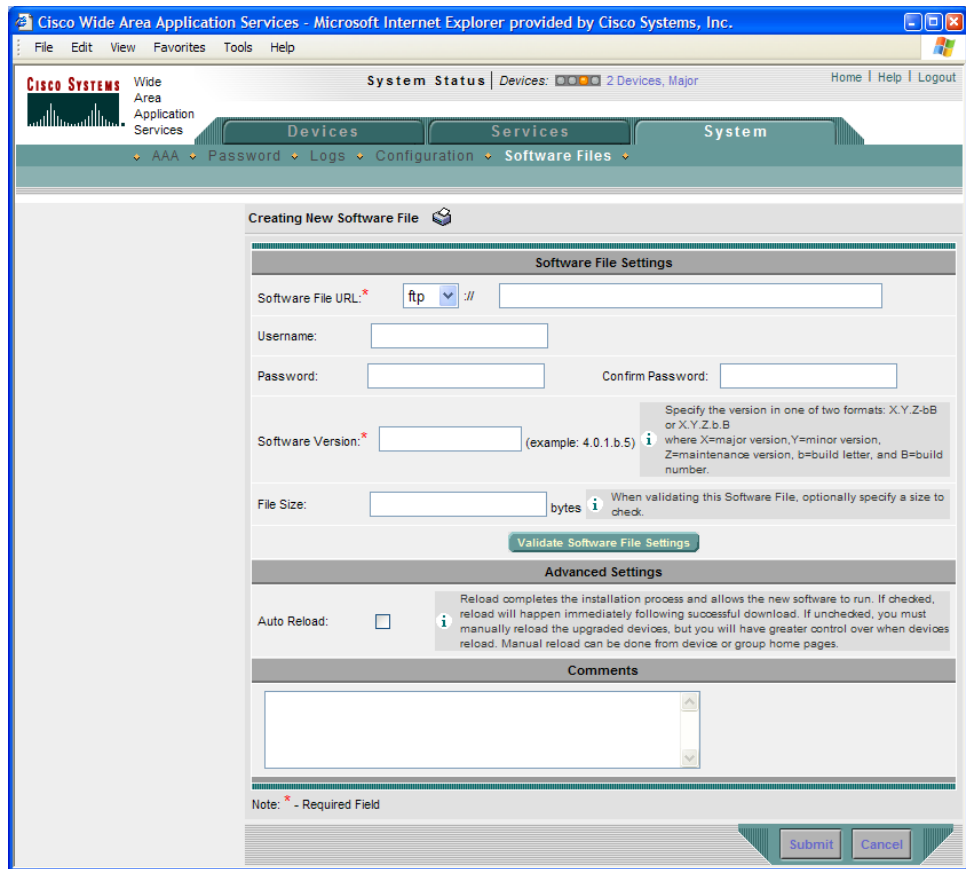 Cisco Wide Area Application Services - Microsoft Internet Explorer provided by Cisco Systems, Inc.
File Edit View Favorites Tools Help
CISCO SYSTEMS
Wide
Area
Application
Services
System Status | Devices: 2 Devices, Major
Home | Help | Logout
Devices Services System
AAA Password Logs Configuration Software Files
Creating New Software File
Software File Settings
Software File URL:* ftp ://
Username:
Password: Confirm Password:
Software Version:* (example: 4.0.1.b.5)
Specify the version in one of two formats: X.Y.Z-bB
or X.Y.Z.b.B
where X=major version,Y=minor version,
Z=maintenance version, b=build letter, and B=build
number.
File Size: bytes
When validating this Software File, optionally specify a size to
check.
Validate Software File Settings
Advanced Settings
Auto Reload:
Reload completes the installation process and allows the new software to run. If checked,
reload will happen immediately following successful download. If unchecked, you must
manually reload the upgraded devices, but you will have greater control over when devices
reload. Manual reload can be done from device or group home pages.
Comments
Note: * - Required Field
Submit Cancel